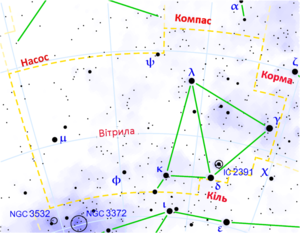 α
Компас
Насос
ψ
ζ
λ
Корма
γ
Вітрила
μ
IC 2391
κ
χ
φ
δ
Кіль
NGC 3532
NGC 3372
ι
ε